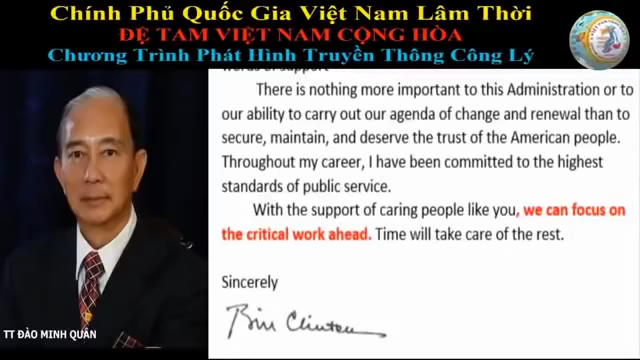 Chính Phủ Quốc Gia Việt Nam Lâm Thời
ĐỆ TAM VIỆT NAM CỘNG HÒA
Chương Trình Phát Hình Truyền Thông Công Lý
words of support
There is nothing more important to this Administration or to
our ability to carry out our agenda of change and renewal than to
secure, maintain, and deserve the trust of the American people.
Throughout my career, I have been committed to the highest
standards of public service.
With the support of caring people like you, we can focus on
the critical work ahead. Time will take care of the rest.
Sincerely
Bill Clinton
TT ĐÀO MINH QUÂN